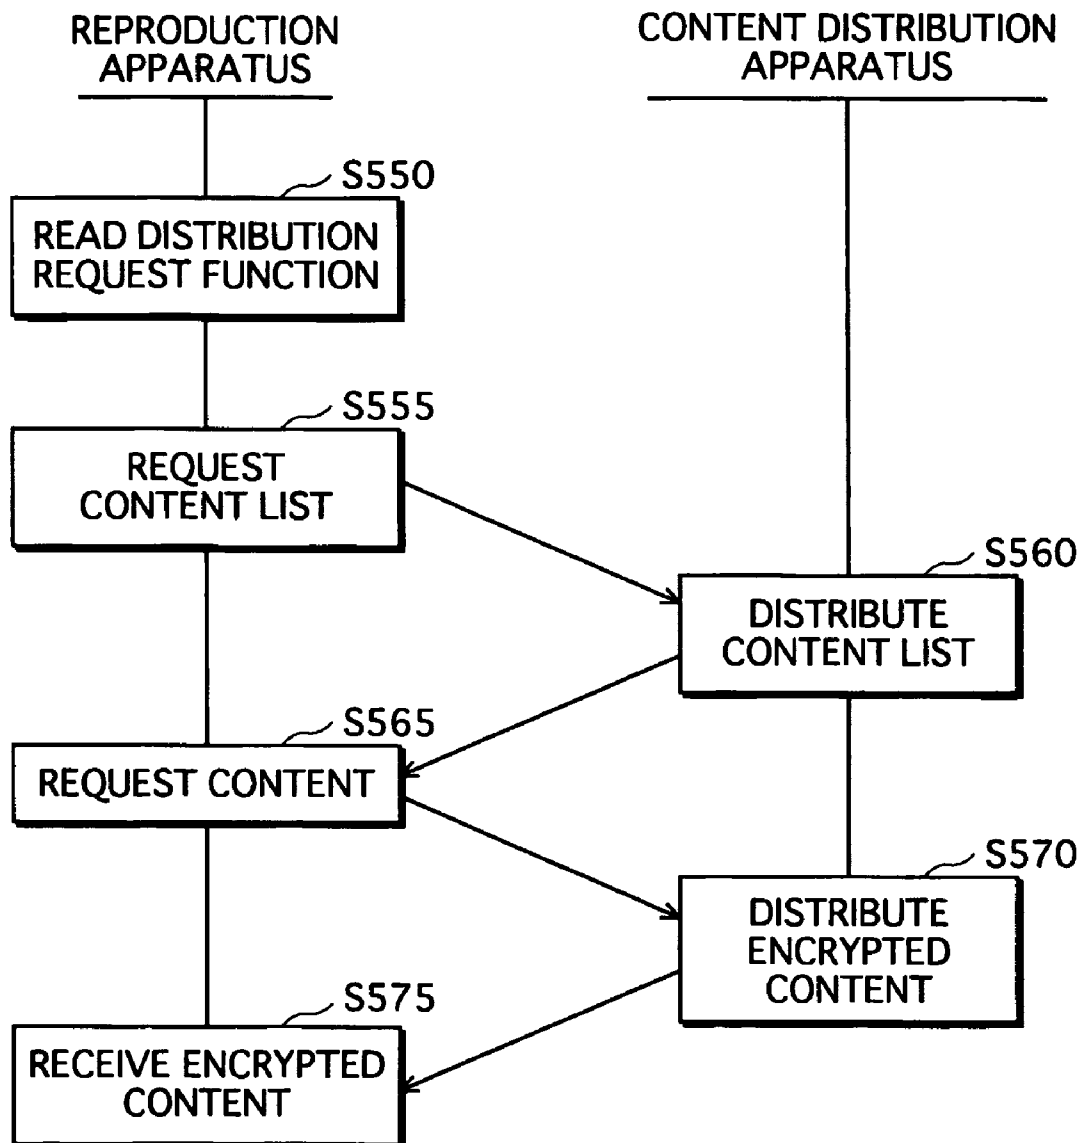 REPRODUCTION
APPARATUS
CONTENT DISTRIBUTION
APPARATUS
S550
READ DISTRIBUTION
REQUEST FUNCTION
S555
REQUEST
CONTENT LIST
S560
DISTRIBUTE
CONTENT LIST
S565
REQUEST CONTENT
S570
DISTRIBUTE
ENCRYPTED
CONTENT
S575
RECEIVE ENCRYPTED
CONTENT